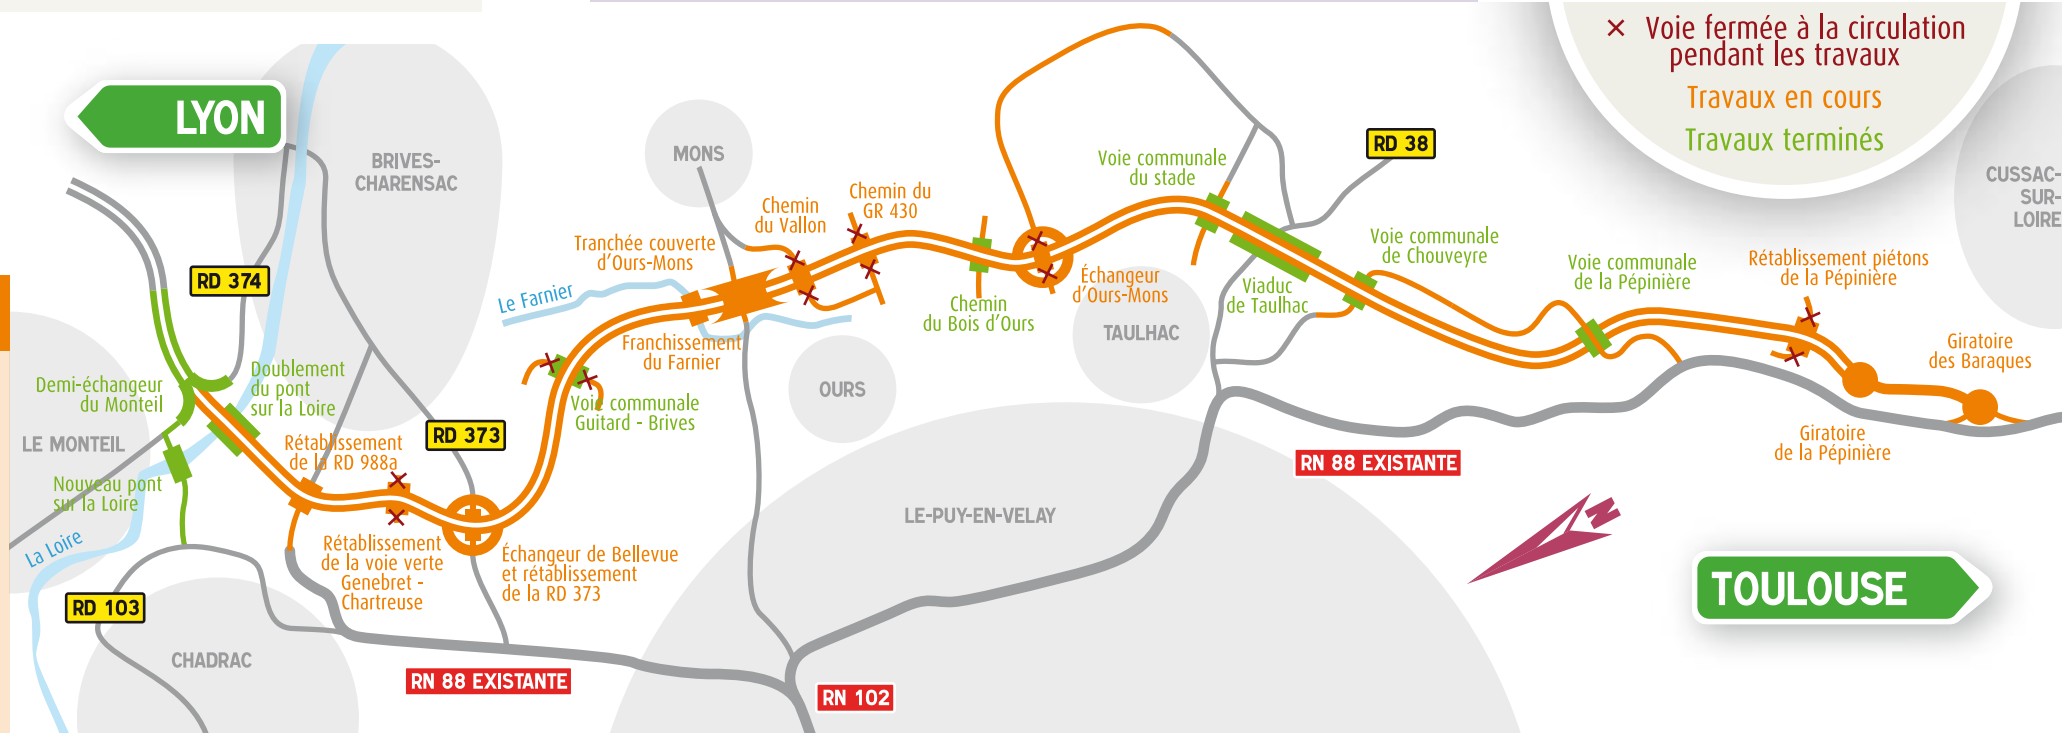 × Voie fermée à la circulation
pendant les travaux
Travaux en cours
Travaux terminés
LYON
BRIVES-
CHARENSAC
MONS
RD 38
CUSSAC-
SUR-
LOIRE
Voie communale
du stade
Chemin du
GR 430
Chemin
du Vallon
Tranchée couverte
d'Ours-Mons
Voie communale
de Chouveyre
Voie communale
de la Pépinière
Rétablissement piétons
de la Pépinière
RD 374
Le Farnier
Échangeur
d'Ours-Mons
Viaduc
de Taulhac
Chemin
du Bois d'Ours
TAULHAC
Franchissement
du Farnier
Giratoire
des Baraques
Demi-échangeur
du Monteil
Doublement
du pont
sur la Loire
OURS
Voie communale
Guitard - Brives
LE MONTEIL
Rétablissement
de la RD 988a
RD 373
Giratoire
de la Pépinière
RN 88 EXISTANTE
Nouveau pont
sur la Loire
LE-PUY-EN-VELAY
N
La Loire
Rétablissement
de la voie verte
Genebret -
Chartreuse
Échangeur de Bellevue
et rétablissement
de la RD 373
TOULOUSE
RD 103
CHADRAC
RN 88 EXISTANTE
RN 102